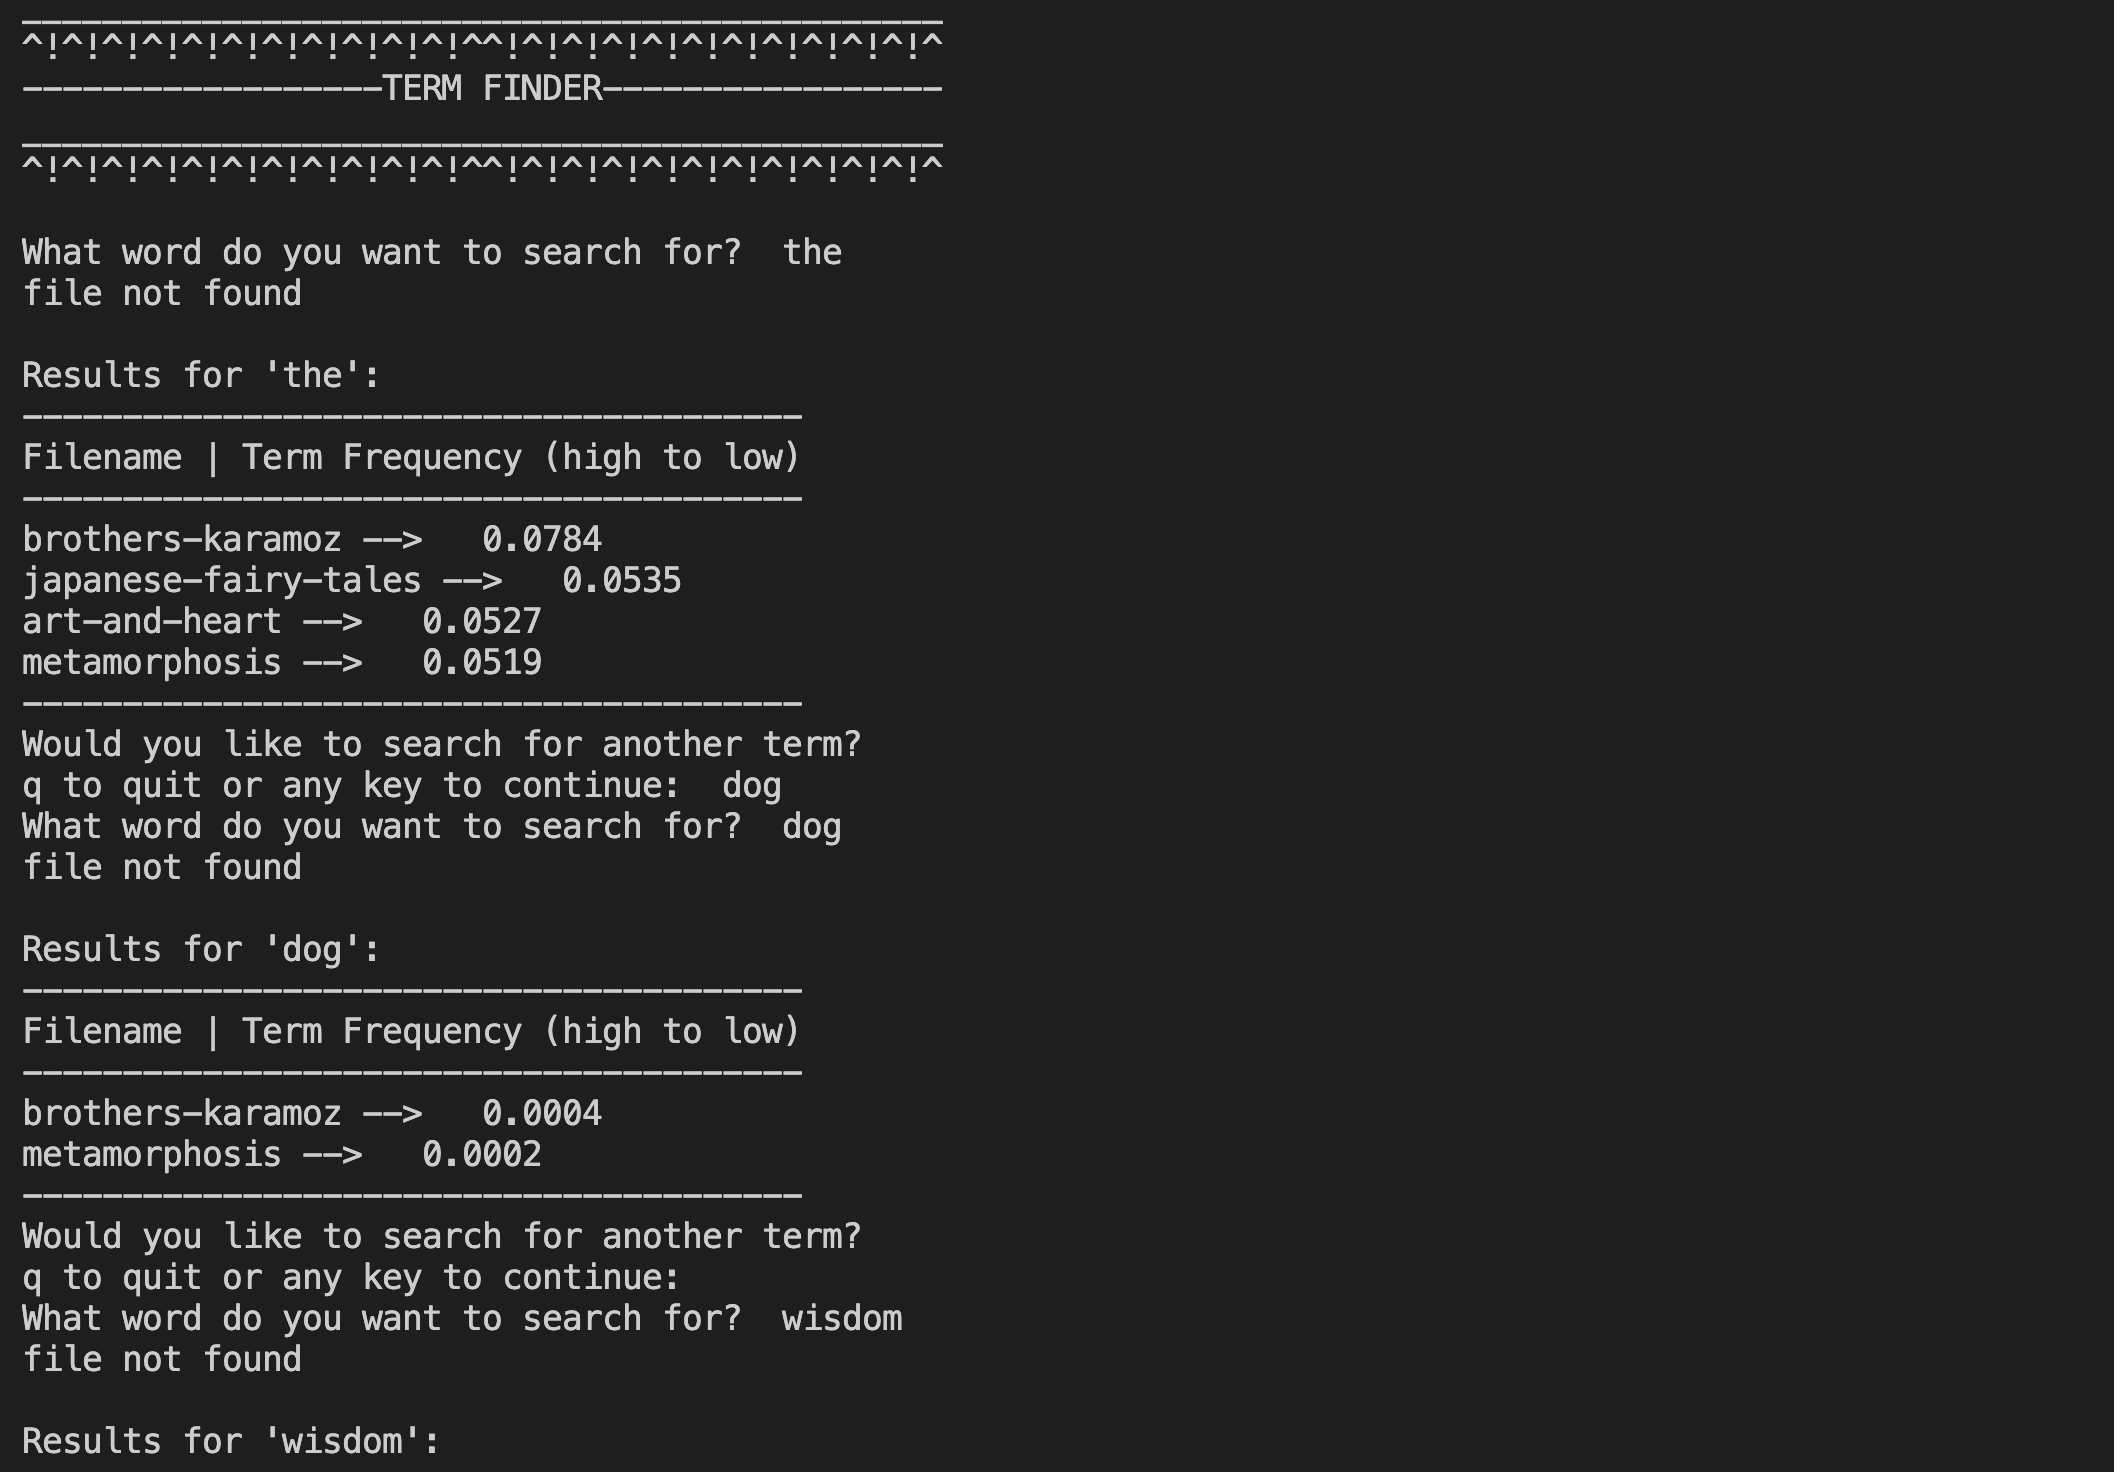 ______________________________________________
^!^!^!^!^!^!^!^!^!^!^!^^!^!^!^!^!^!^!^!^!^!^!^
------------------TERM FINDER-----------------
______________________________________________
^!^!^!^!^!^!^!^!^!^!^!^^!^!^!^!^!^!^!^!^!^!^!^
What word do you want to search for?  the
file not found
Results for 'the':
---------------------------------------
Filename | Term Frequency (high to low)
---------------------------------------
brothers-karamoz -->   0.0784
japanese-fairy-tales -->   0.0535
art-and-heart -->   0.0527
metamorphosis -->   0.0519
---------------------------------------
Would you like to search for another term?
q to quit or any key to continue:  dog
What word do you want to search for?  dog
file not found
Results for 'dog':
---------------------------------------
Filename | Term Frequency (high to low)
---------------------------------------
brothers-karamoz -->   0.0004
metamorphosis -->   0.0002
---------------------------------------
Would you like to search for another term?
q to quit or any key to continue:
What word do you want to search for?  wisdom
file not found
Results for 'wisdom':